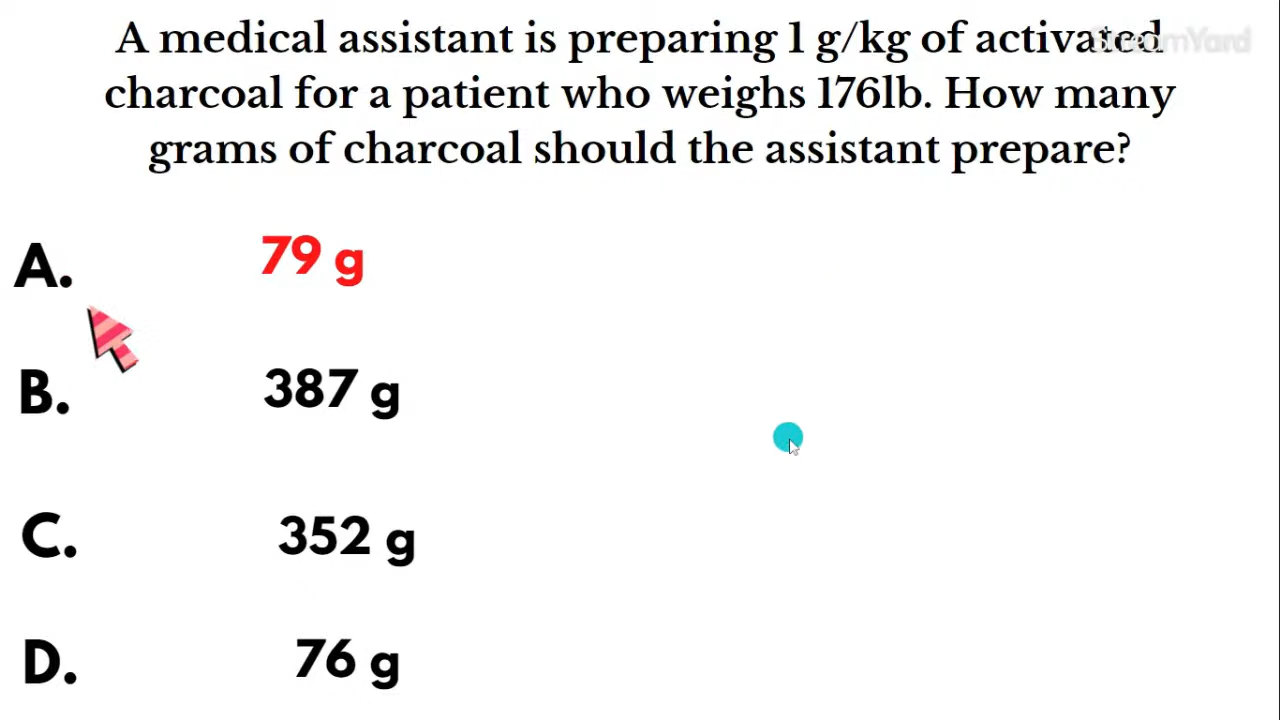 A medical assistant is preparing 1 g/kg of activated
charcoal for a patient who weighs 176lb. How many
grams of charcoal should the assistant prepare?
StreamYard
A. 79 g
B. 387 g
C. 352 g
D. 76 g